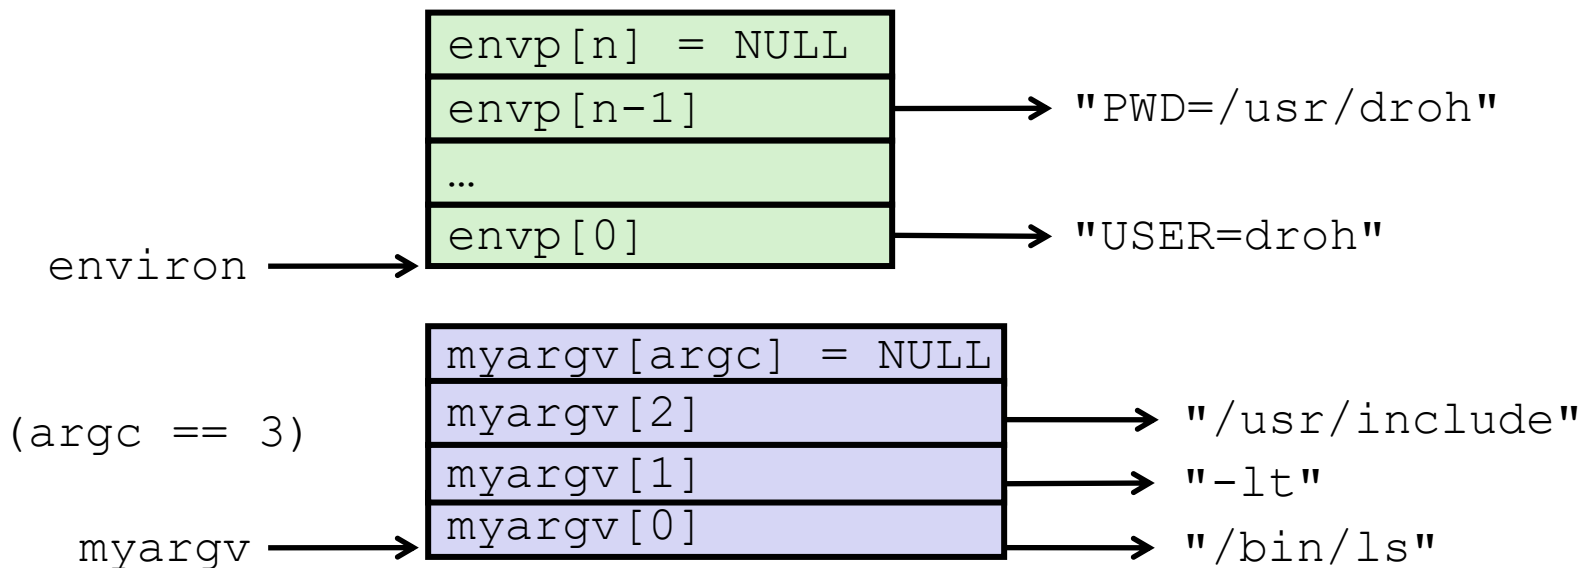 envp[n] = NULL
envp[n-1]
"PWD=/usr/droh"
…
envp[0]
"USER=droh"
environ
myargv[argc] = NULL
myargv[2]
"/usr/include"
(argc == 3)
myargv[1]
"-lt"
myargv[0]
"/bin/ls"
myargv